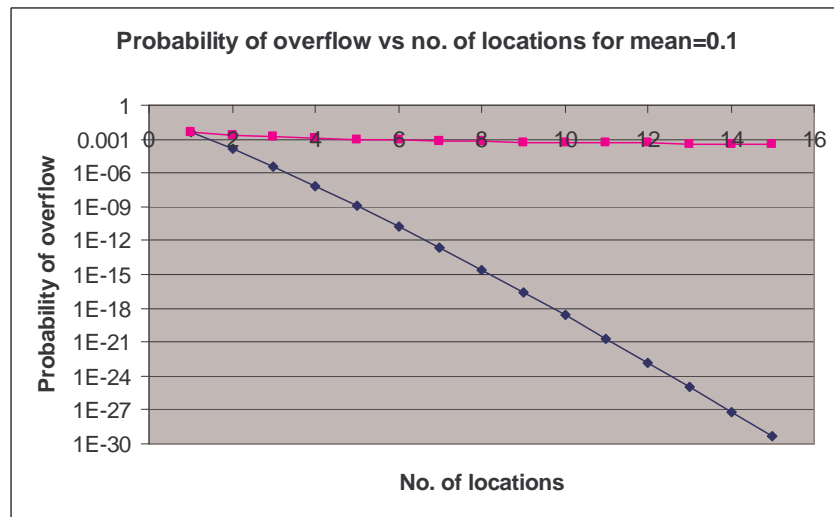 Probability of overflow vs no. of locations for mean=0.1
Probability of overflow
1
0.001
1E-06
1E-09
1E-12
1E-15
1E-18
1E-21
1E-24
1E-27
1E-30
0 2 4 6 8 10 12 14 16
No. of locations